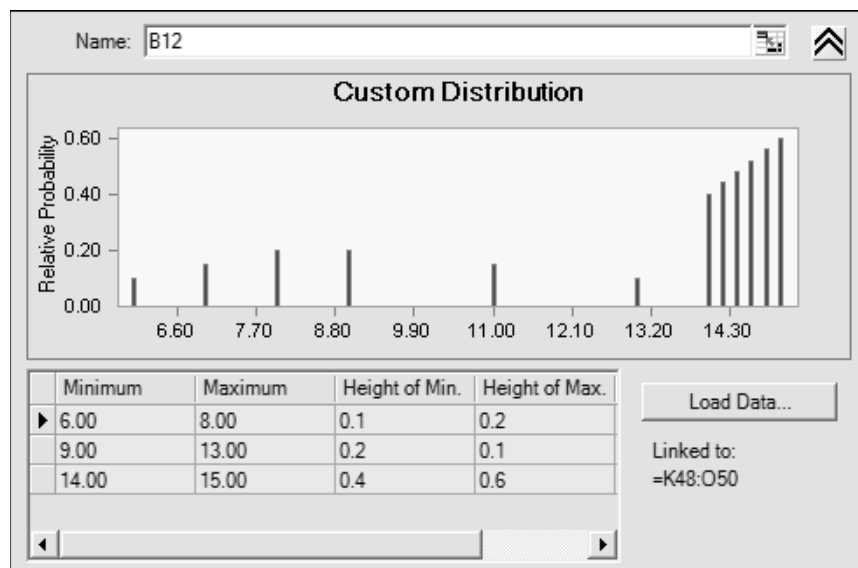 Name: B12
Custom Distribution
Relative Probability
0.60
0.40
0.20
0.00
6.60 7.70 8.80 9.90 11.00 12.10 13.20 14.30
Minimum Maximum Height of Min. Height of Max.
6.00 8.00 0.1 0.2
9.00 13.00 0.2 0.1
14.00 15.00 0.4 0.6
Load Data...
Linked to:
=K48:O50